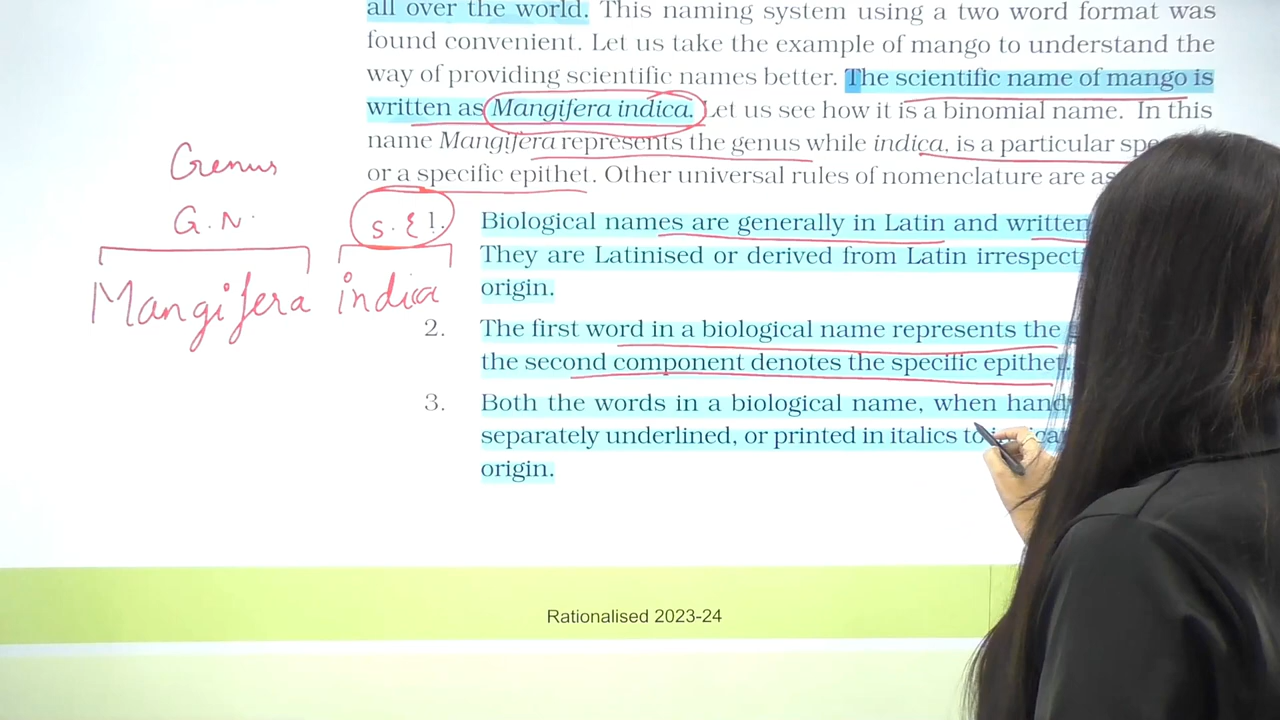 all over the world. This naming system using a two word format was
found convenient. Let us take the example of mango to understand the
way of providing scientific names better. The scientific name of mango is
written as Mangifera indica. Let us see how it is a binomial name. In this
name Mangifera represents the genus while indica, is a particular
or a specific epithet. Other universal rules of nomenclature are as
Genus
G.N.
S. E
Mangifera indica
Biological names are generally in Latin and written
They are Latinised or derived from Latin
origin.
2. The first word in a biological name represents the
the second component denotes the specific epithet.
3. Both the words in a biological name, when
separately underlined, or printed in italics to
origin.
Rationalised 2023-24